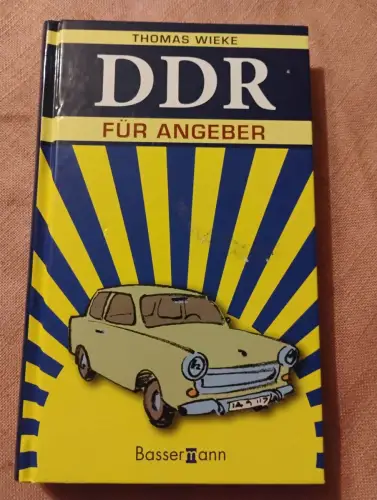 THOMAS WIEKE
DDR
FÜR ANGEBER
Bassermann